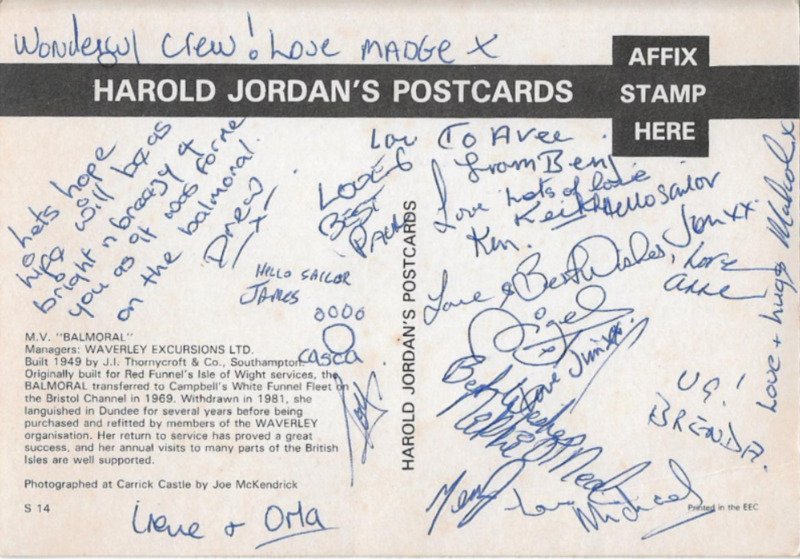 Wonderful Crew! Love MADGE X
AFFIX
STAMP
HERE
HAROLD JORDAN'S POSTCARDS
lets hope
will be as
bright n breezy 4
you as it was for me
on the balmoral.
Drew X!
HELLO SAILOR
JAMES
LOVE &
BEST
oooo
casca
M.V. "BALMORAL"
Managers: WAVERLEY EXCURSIONS LTD.
Built 1949 by J.I. Thornycroft & Co., Southampton.
Originally built for Red Funnel's Isle of Wight services, the
BALMORAL transferred to Campbell's White Funnel Fleet on
the Bristol Channel in 1969. Withdrawn in 1981, she
languished in Dundee for several years before being
purchased and refitted by members of the WAVERLEY
organisation. Her return to service has proved a great
success, and her annual visits to many parts of the British
Isles are well supported.
Photographed at Carrick Castle by Joe McKendrick
S 14
Irene + Orla
HAROLD JORDAN'S POSTCARDS
To Avee
from Ben
Lots of love
Keith
Hello sailor
Jon xx
Love
Ken.
Love & Best Wishes,
Nigel
Love
Anne
Love + hugs Malcolm x
Love Jim xx
Best Wishes
UG!
BRENDA.
Love
Michael
Printed in the EEC